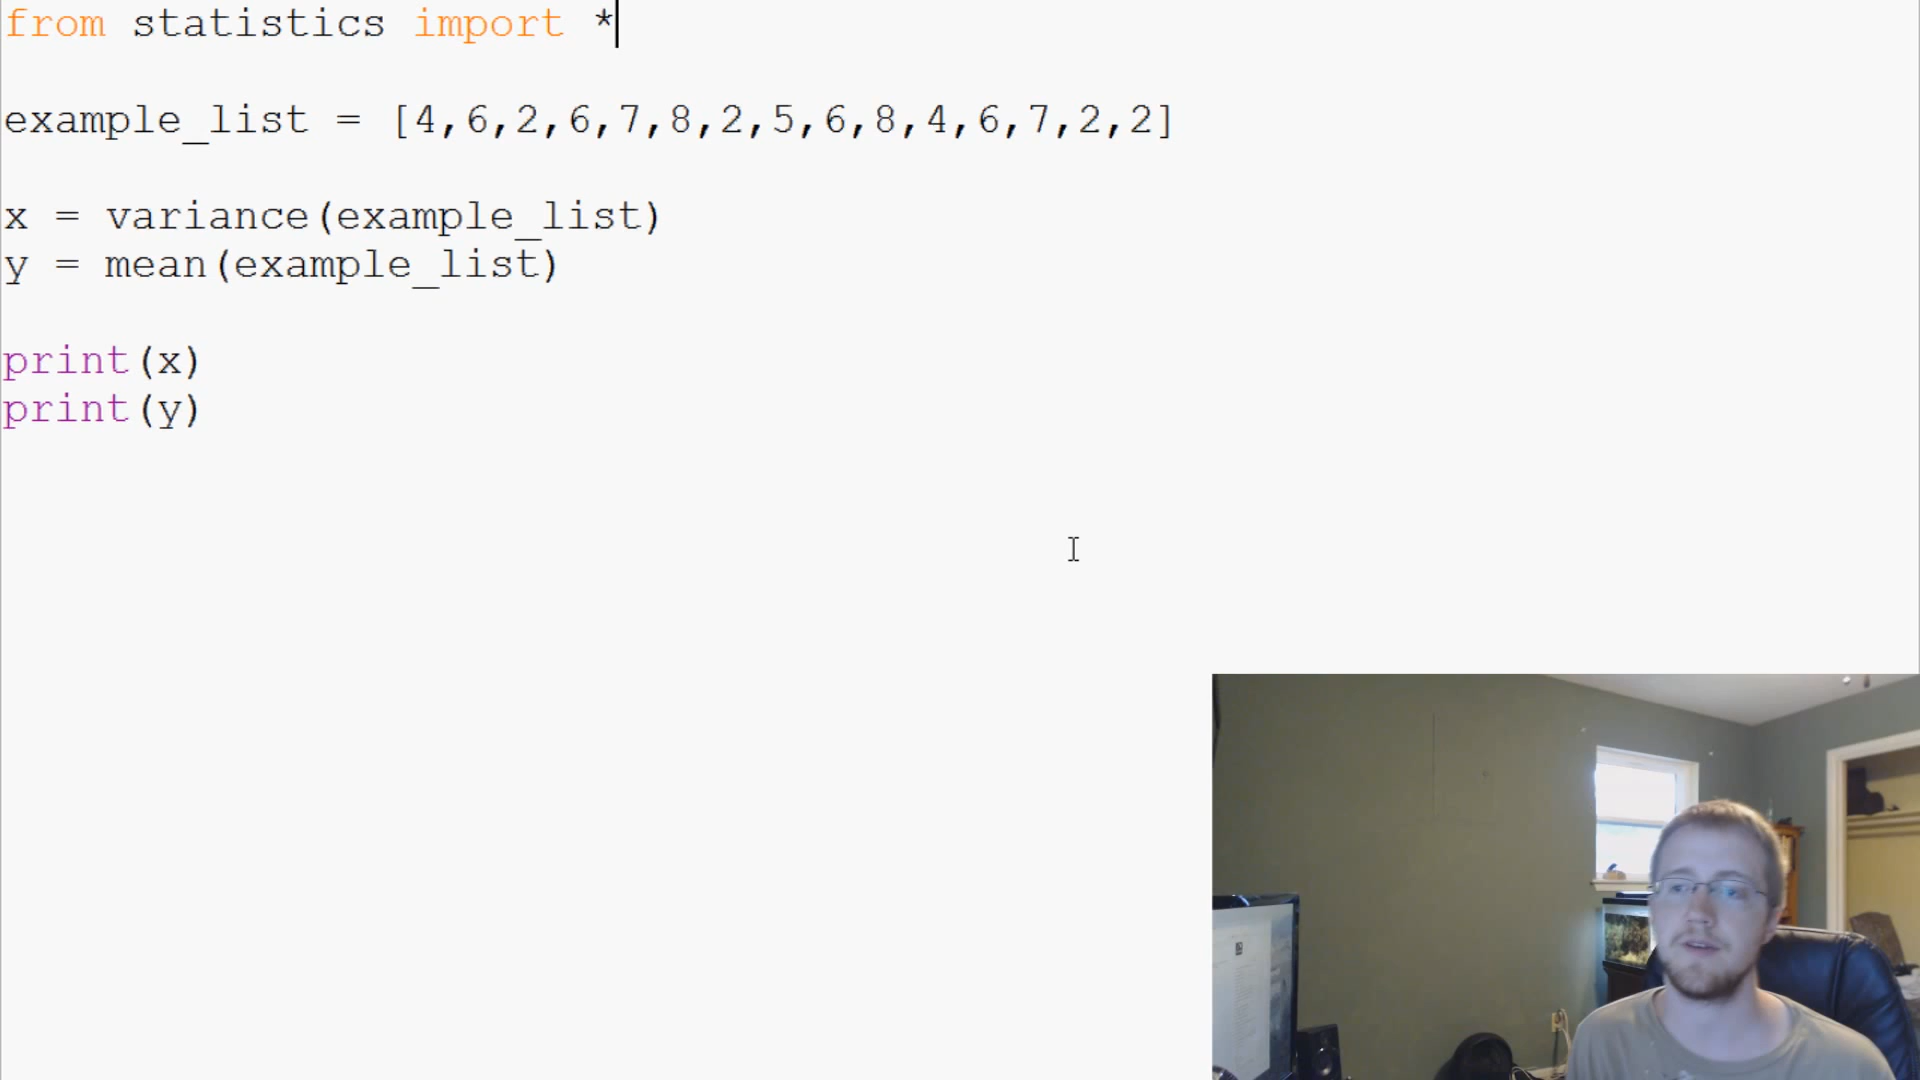 from statistics import *
example_list = [4,6,2,6,7,8,2,5,6,8,4,6,7,2,2]
x = variance(example_list)
y = mean(example_list)
print(x)
print(y)